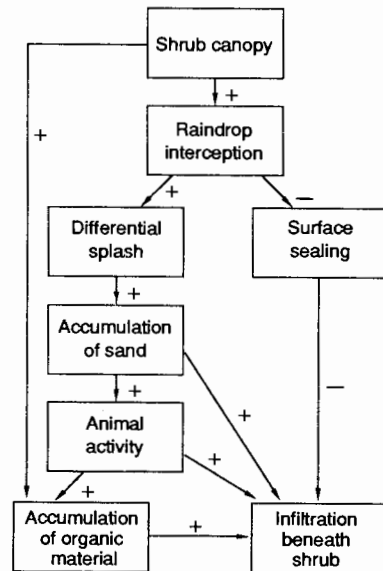 Shrub canopy
+
+
Raindrop
interception
+
−
Differential
splash
Surface
sealing
+
Accumulation
of sand
+
+
−
Animal
activity
+
+
Accumulation
of organic
material
+
Infiltration
beneath
shrub